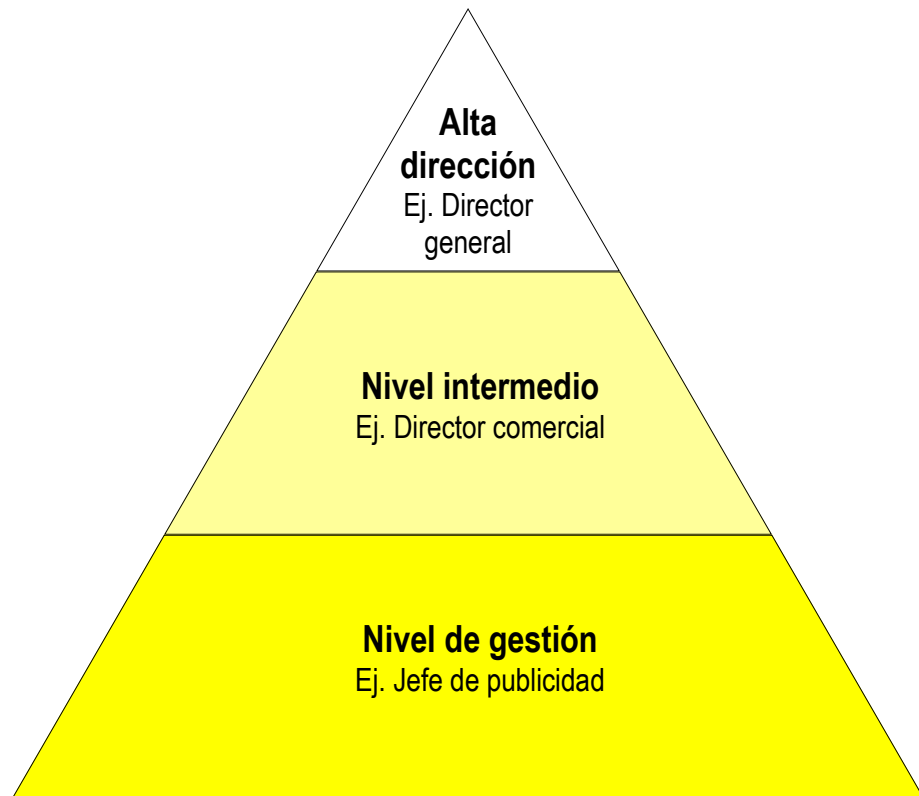 Alta
dirección
Ej. Director
general
Nivel intermedio
Ej. Director comercial
Nivel de gestión
Ej. Jefe de publicidad